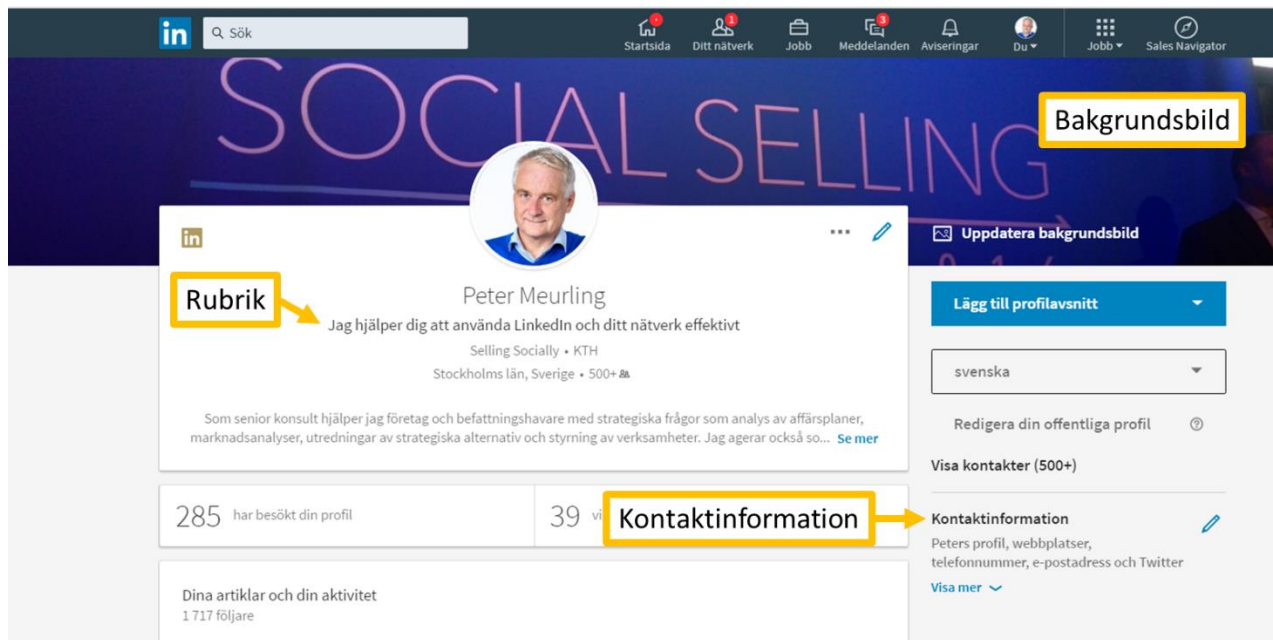 in
Sök
Startsida
1
Ditt nätverk
Jobb
3
Meddelanden
Aviseringar
Du
Jobb
Sales Navigator
SOCIAL SELLING
Bakgrundsbild
in
Uppdatera bakgrundsbild
Rubrik
Peter Meurling
Jag hjälper dig att använda LinkedIn och ditt nätverk effektivt
Selling Socially • KTH
Stockholms län, Sverige • 500+
Som senior konsult hjälper jag företag och befattningshavare med strategiska frågor som analys av affärsplaner,
marknadsanalyser, utredningar av strategiska alternativ och styrning av verksamheter. Jag agerar också so... Se mer
Lägg till profilavsnitt
svenska
Redigera din offentliga profil
Visa kontakter (500+)
285 har besökt din profil
39
Kontaktinformation
Kontaktinformation
Peters profil, webbplatser,
telefonnummer, e-postadress och Twitter
Visa mer
Dina artiklar och din aktivitet
1 717 följare